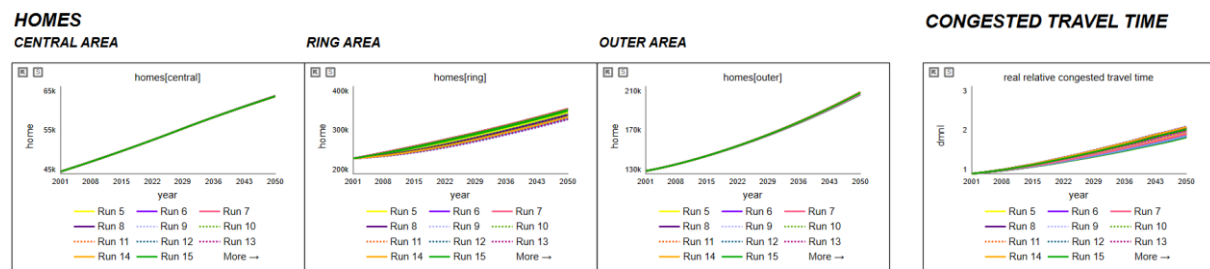 HOMES
CONGESTED TRAVEL TIME
CENTRAL AREA
RING AREA
OUTER AREA
K S
homes[central]
65k
55k
45k
home
2001 2008 2015 2022 2029 2036 2043 2050
year
Run 5 Run 6 Run 7
Run 8 Run 9 Run 10
Run 11 Run 12 Run 13
Run 14 Run 15 More →
K S
homes[ring]
400k
300k
200k
home
2001 2008 2015 2022 2029 2036 2043 2050
year
Run 5 Run 6 Run 7
Run 8 Run 9 Run 10
Run 11 Run 12 Run 13
Run 14 Run 15 More →
K S
homes[outer]
210k
170k
130k
home
2001 2008 2015 2022 2029 2036 2043 2050
year
Run 5 Run 6 Run 7
Run 8 Run 9 Run 10
Run 11 Run 12 Run 13
Run 14 Run 15 More →
K S
real relative congested travel time
3
2
1
dmnl
2001 2008 2015 2022 2029 2036 2043 2050
year
Run 5 Run 6 Run 7
Run 8 Run 9 Run 10
Run 11 Run 12 Run 13
Run 14 Run 15 More →